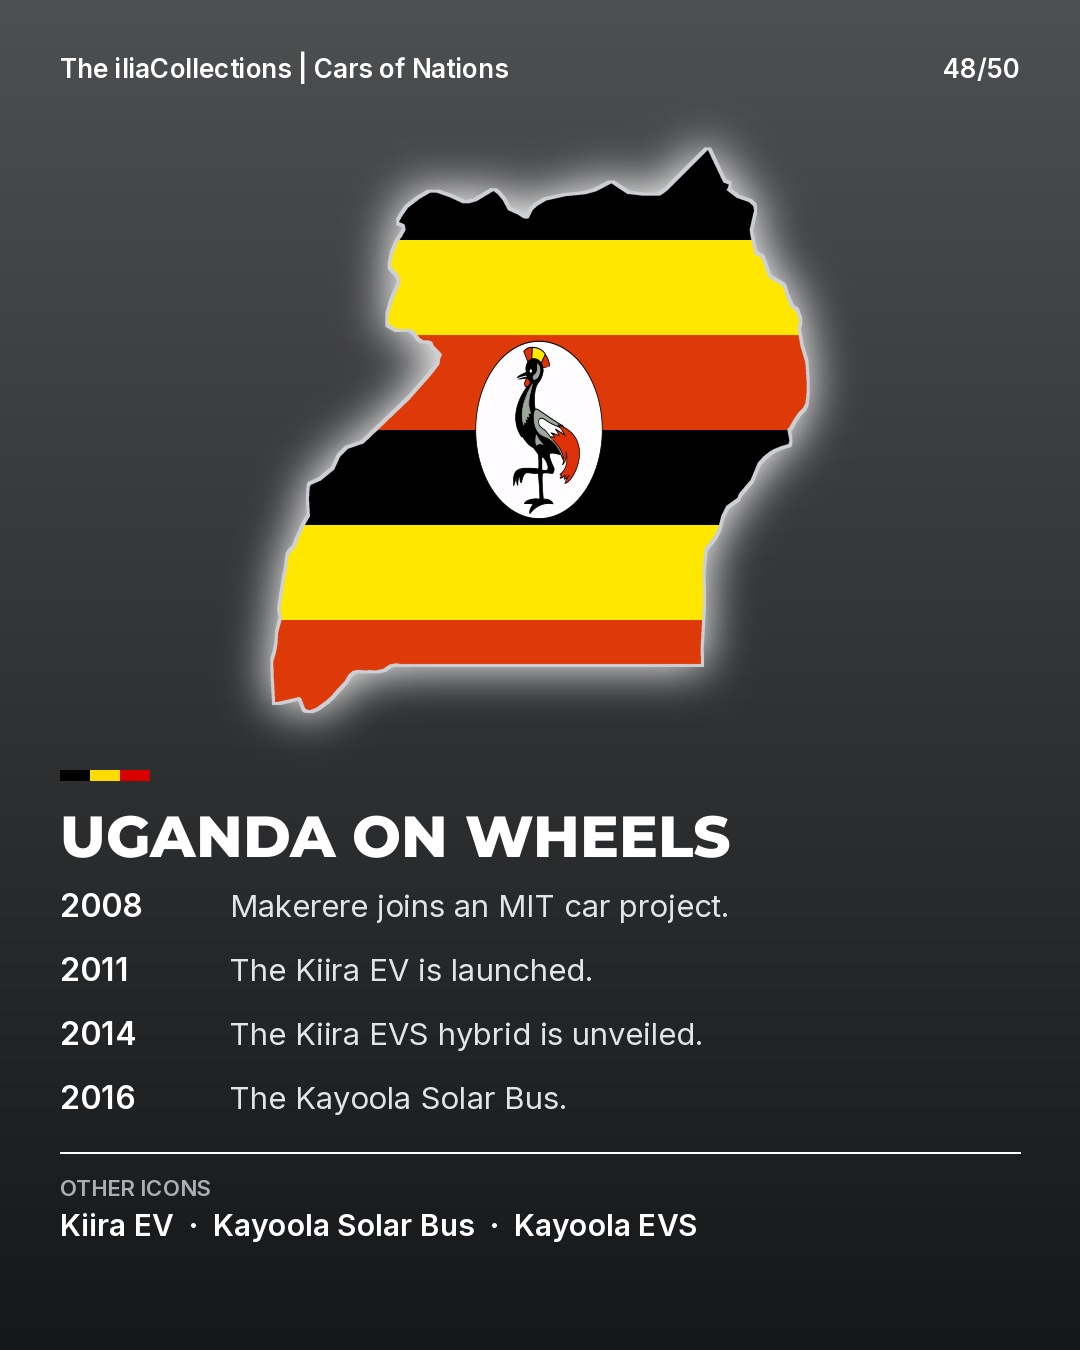 The iliaCollections | Cars of Nations
48/50
UGANDA ON WHEELS
2008 Makerere joins an MIT car project.
2011 The Kiira EV is launched.
2014 The Kiira EVS hybrid is unveiled.
2016 The Kayoola Solar Bus.
OTHER ICONS
Kiira EV · Kayoola Solar Bus · Kayoola EVS